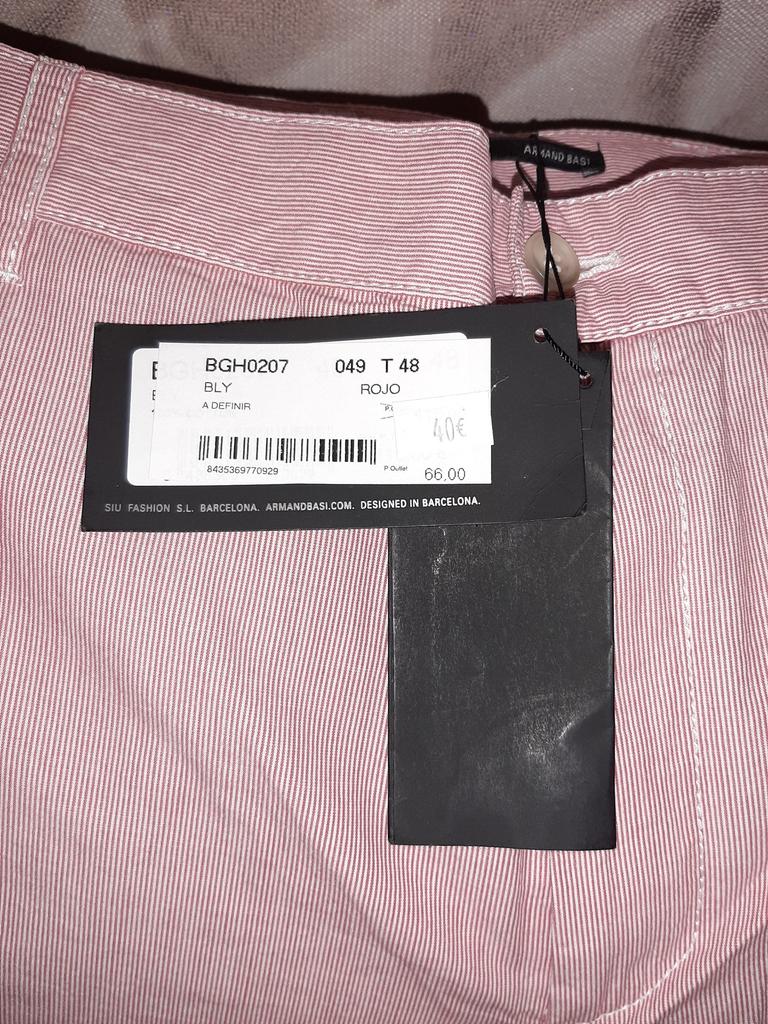 ARMAND BASI
BGH0207 049 T 48
BLY ROJO
A DEFINIR
40€
8435369770929 P.Outlet 66,00
SIU FASHION S.L. BARCELONA. ARMANDBASI.COM. DESIGNED IN BARCELONA.